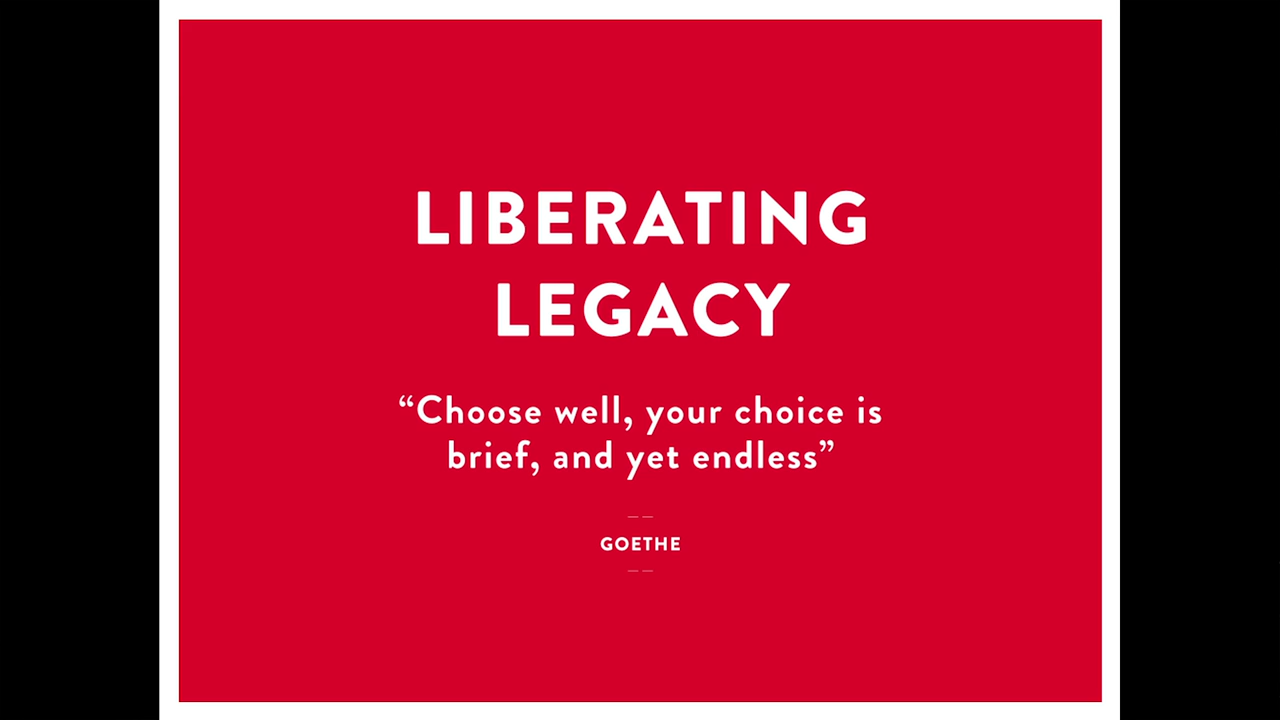 LIBERATING
LEGACY
“Choose well, your choice is
brief, and yet endless”
GOETHE